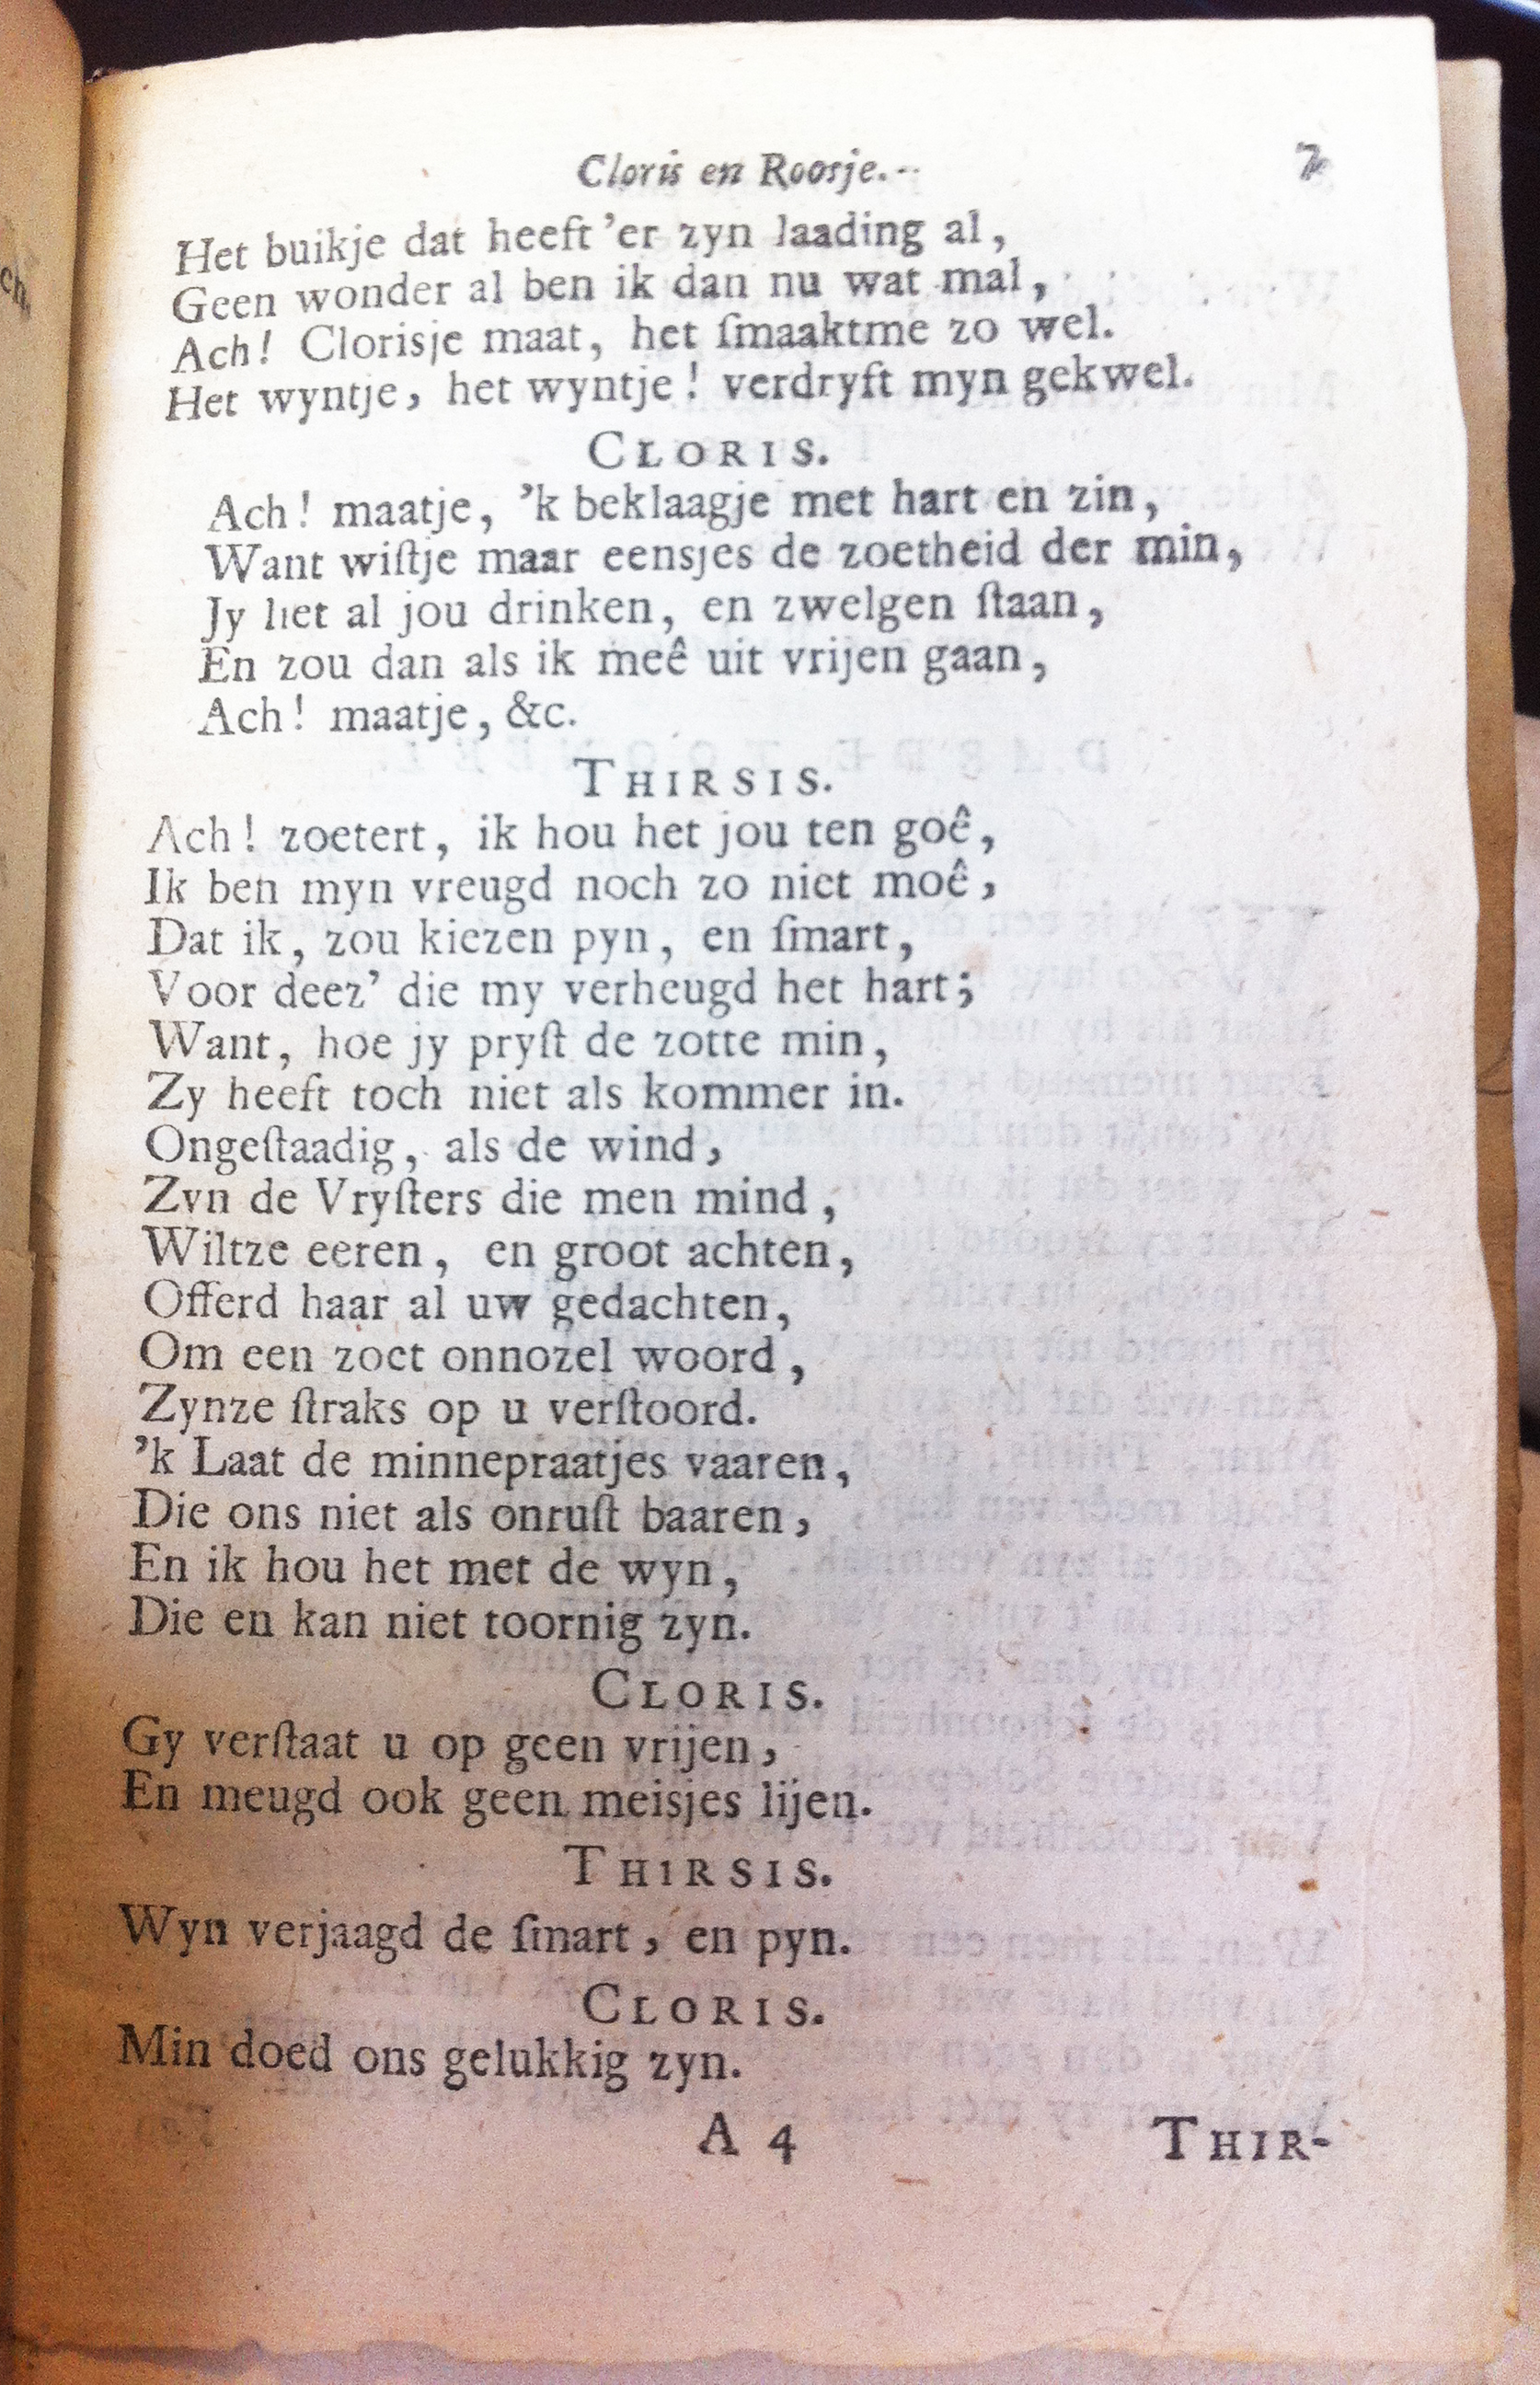 Cloris en Roosje. 7
Het buikje dat heeft 'er zyn laading al,
Geen wonder al ben ik dan nu wat mal,
Ach! Clorisje maat, het ſmaaktme zo wel.
Het wyntje, het wyntje! verdryft myn gekwel.
CLORIS.
Ach! maatje, 'k beklaagje met hart en zin,
Want wiſtje maar eensjes de zoetheid der min,
Jy liet al jou drinken, en zwelgen ſtaan,
En zou dan als ik meê uit vrijen gaan,
Ach! maatje, &c.
THIRSIS.
Ach! zoetert, ik hou het jou ten goê,
Ik ben myn vreugd noch zo niet moê,
Dat ik, zou kiezen pyn, en ſmart,
Voor deez' die my verheugd het hart;
Want, hoe jy pryſt de zotte min,
Zy heeft toch niet als kommer in.
Ongeſtaadig, als de wind,
Zyn de Vryſters die men mind,
Wiltze eeren, en groot achten,
Offerd haar al uw gedachten,
Om een zoet onnozel woord,
Zynze ſtraks op u verſtoord.
'k Laat de minnepraatjes vaaren,
Die ons niet als onruſt baaren,
En ik hou het met de wyn,
Die en kan niet toornig zyn.
CLORIS.
Gy verſtaat u op geen vrijen,
En meugd ook geen meisjes lijen.
THIRSIS.
Wyn verjaagd de ſmart, en pyn.
CLORIS.
Min doed ons gelukkig zyn.
A 4 THIR-